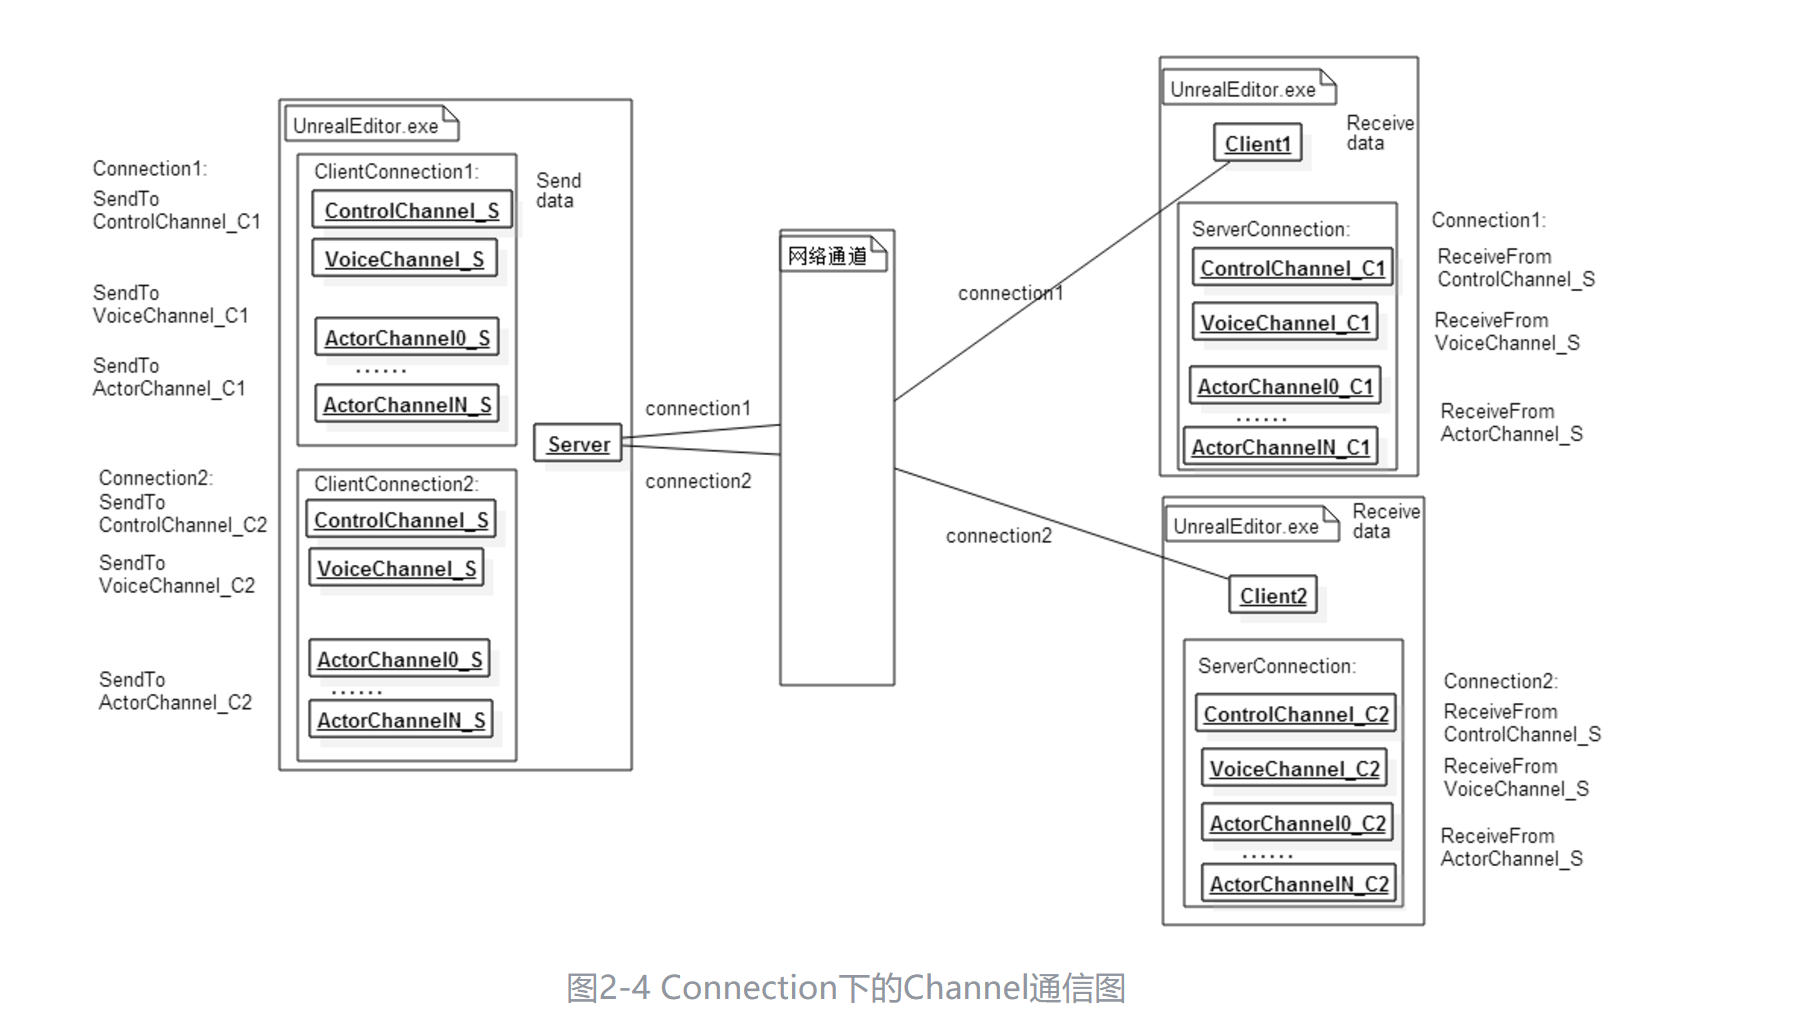 Connection1:
SendTo
ControlChannel_C1
SendTo
VoiceChannel_C1
SendTo
ActorChannel_C1
Connection2:
SendTo
ControlChannel_C2
SendTo
VoiceChannel_C2
SendTo
ActorChannel_C2
UnrealEditor.exe
ClientConnection1:
ControlChannel_S
VoiceChannel_S
ActorChannel0_S
......
ActorChannelN_S
Send
data
Server
ClientConnection2:
ControlChannel_S
VoiceChannel_S
ActorChannel0_S
......
ActorChannelN_S
connection1
connection2
网络通道
connection1
connection2
UnrealEditor.exe
Client1
Receive
data
ServerConnection:
ControlChannel_C1
VoiceChannel_C1
ActorChannel0_C1
......
ActorChannelN_C1
Connection1:
ReceiveFrom
ControlChannel_S
ReceiveFrom
VoiceChannel_S
ReceiveFrom
ActorChannel_S
UnrealEditor.exe
Receive
data
Client2
ServerConnection:
ControlChannel_C2
VoiceChannel_C2
ActorChannel0_C2
......
ActorChannelN_C2
Connection2:
ReceiveFrom
ControlChannel_S
ReceiveFrom
VoiceChannel_S
ReceiveFrom
ActorChannel_S
图2-4 Connection下的Channel通信图